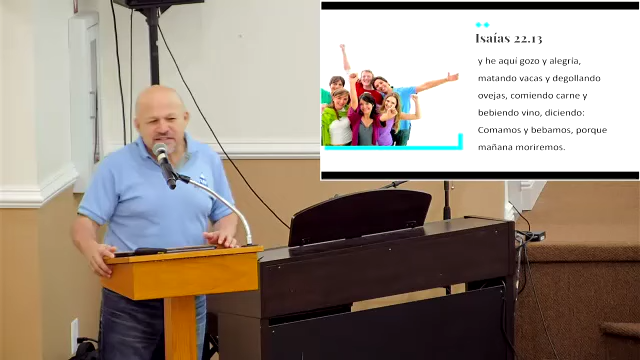 Isaías 22.13
y he aquí gozo y alegría,
matando vacas y degollando
ovejas, comiendo carne y
bebiendo vino, diciendo:
Comamos y bebamos, porque
mañana moriremos.